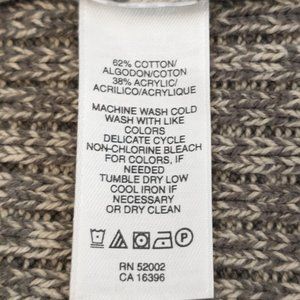 62% COTTON/
ALGODON/COTON
38% ACRYLIC/
ACRILICO/ACRYLIQUE
MACHINE WASH COLD
WASH WITH LIKE
COLORS
DELICATE CYCLE
NON-CHLORINE BLEACH
FOR COLORS, IF
NEEDED
TUMBLE DRY LOW
COOL IRON IF
NECESSARY
OR DRY CLEAN
P
RN 52002
CA 16396